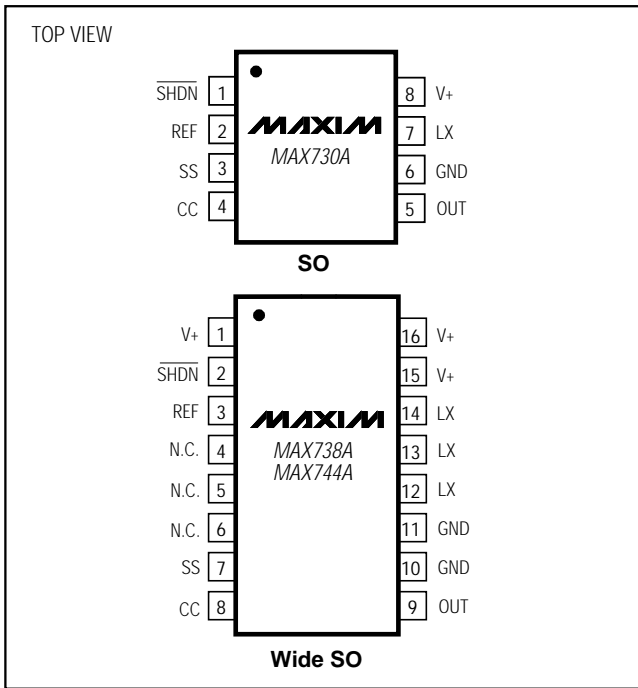 TOP VIEW
SHDN 1 8 V+
REF 2 MAXIM 7 LX
MAX730A
SS 3 6 GND
CC 4 5 OUT
SO
V+ 1 16 V+
SHDN 2 15 V+
REF 3 MAXIM 14 LX
N.C. 4 MAX738A 13 LX
MAX744A
N.C. 5 12 LX
N.C. 6 11 GND
SS 7 10 GND
CC 8 9 OUT
Wide SO